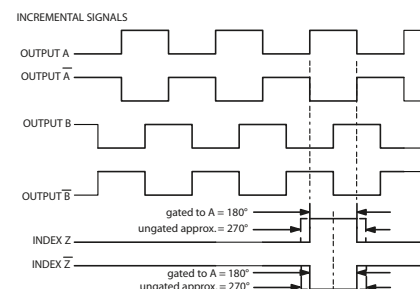 INCREMENTAL SIGNALS
OUTPUT A
OUTPUT A̅
OUTPUT B
OUTPUT B̅
gated to A = 180°
ungated approx. = 270°
INDEX Z
INDEX Z̅
gated to A = 180°
ungated approx. = 270°